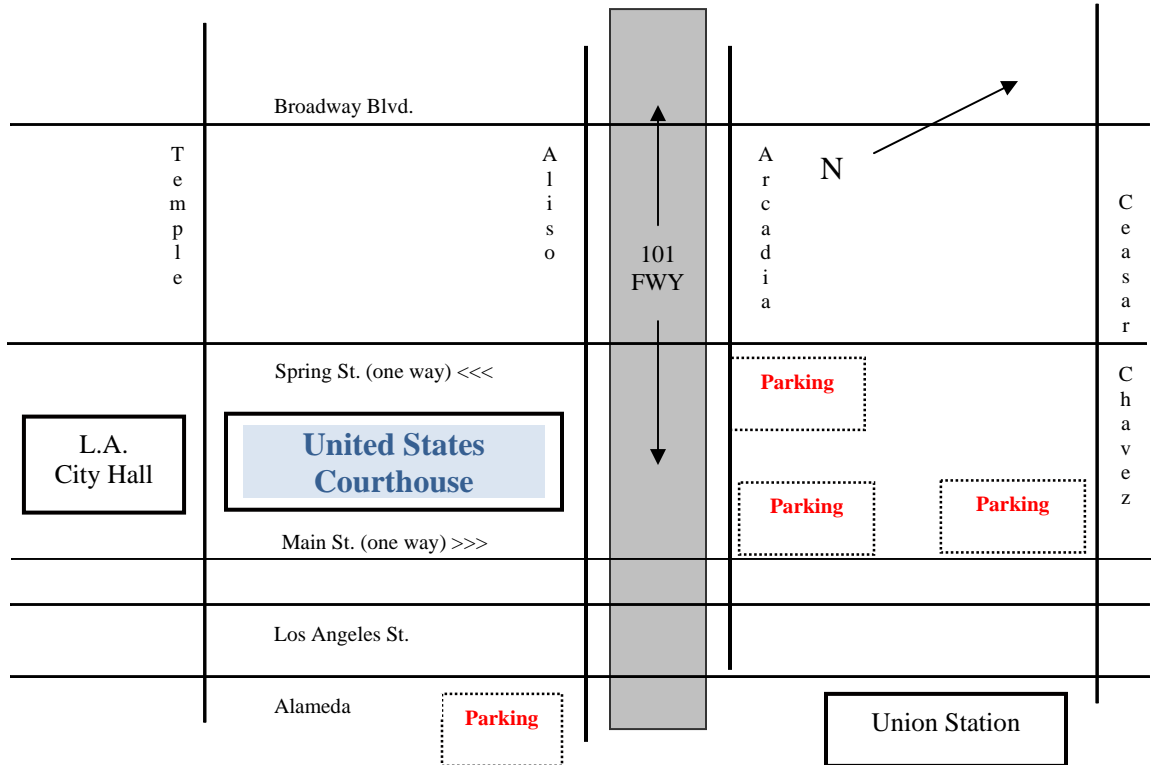 Broadway Blvd.
Temple
Aliso
Arcadia
N
Ceasar Chavez
101
FWY
Spring St. (one way) <<<
Parking
L.A.
City Hall
United States
Courthouse
Parking
Parking
Main St. (one way) >>>
Los Angeles St.
Alameda
Parking
Union Station